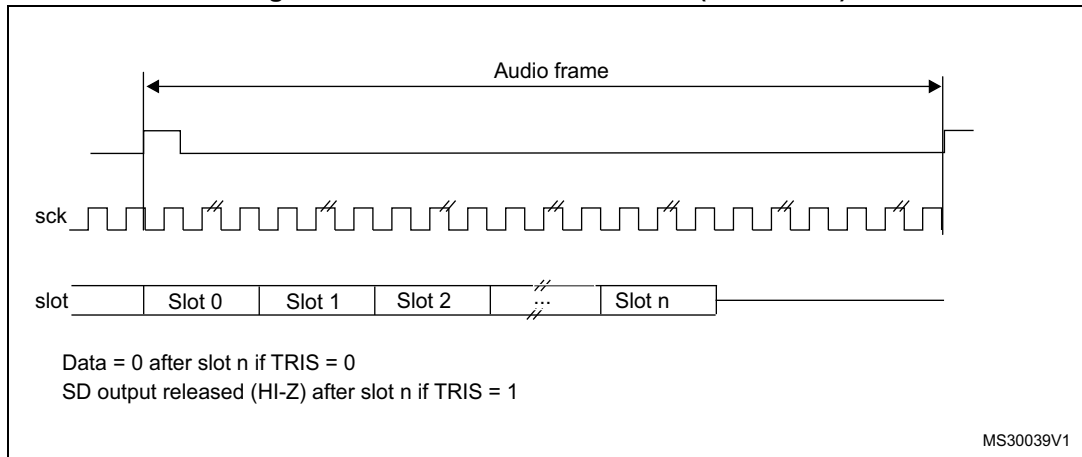 Audio frame
sck
slot Slot 0 Slot 1 Slot 2 ... Slot n
Data = 0 after slot n if TRIS = 0
SD output released (HI-Z) after slot n if TRIS = 1
MS30039V1